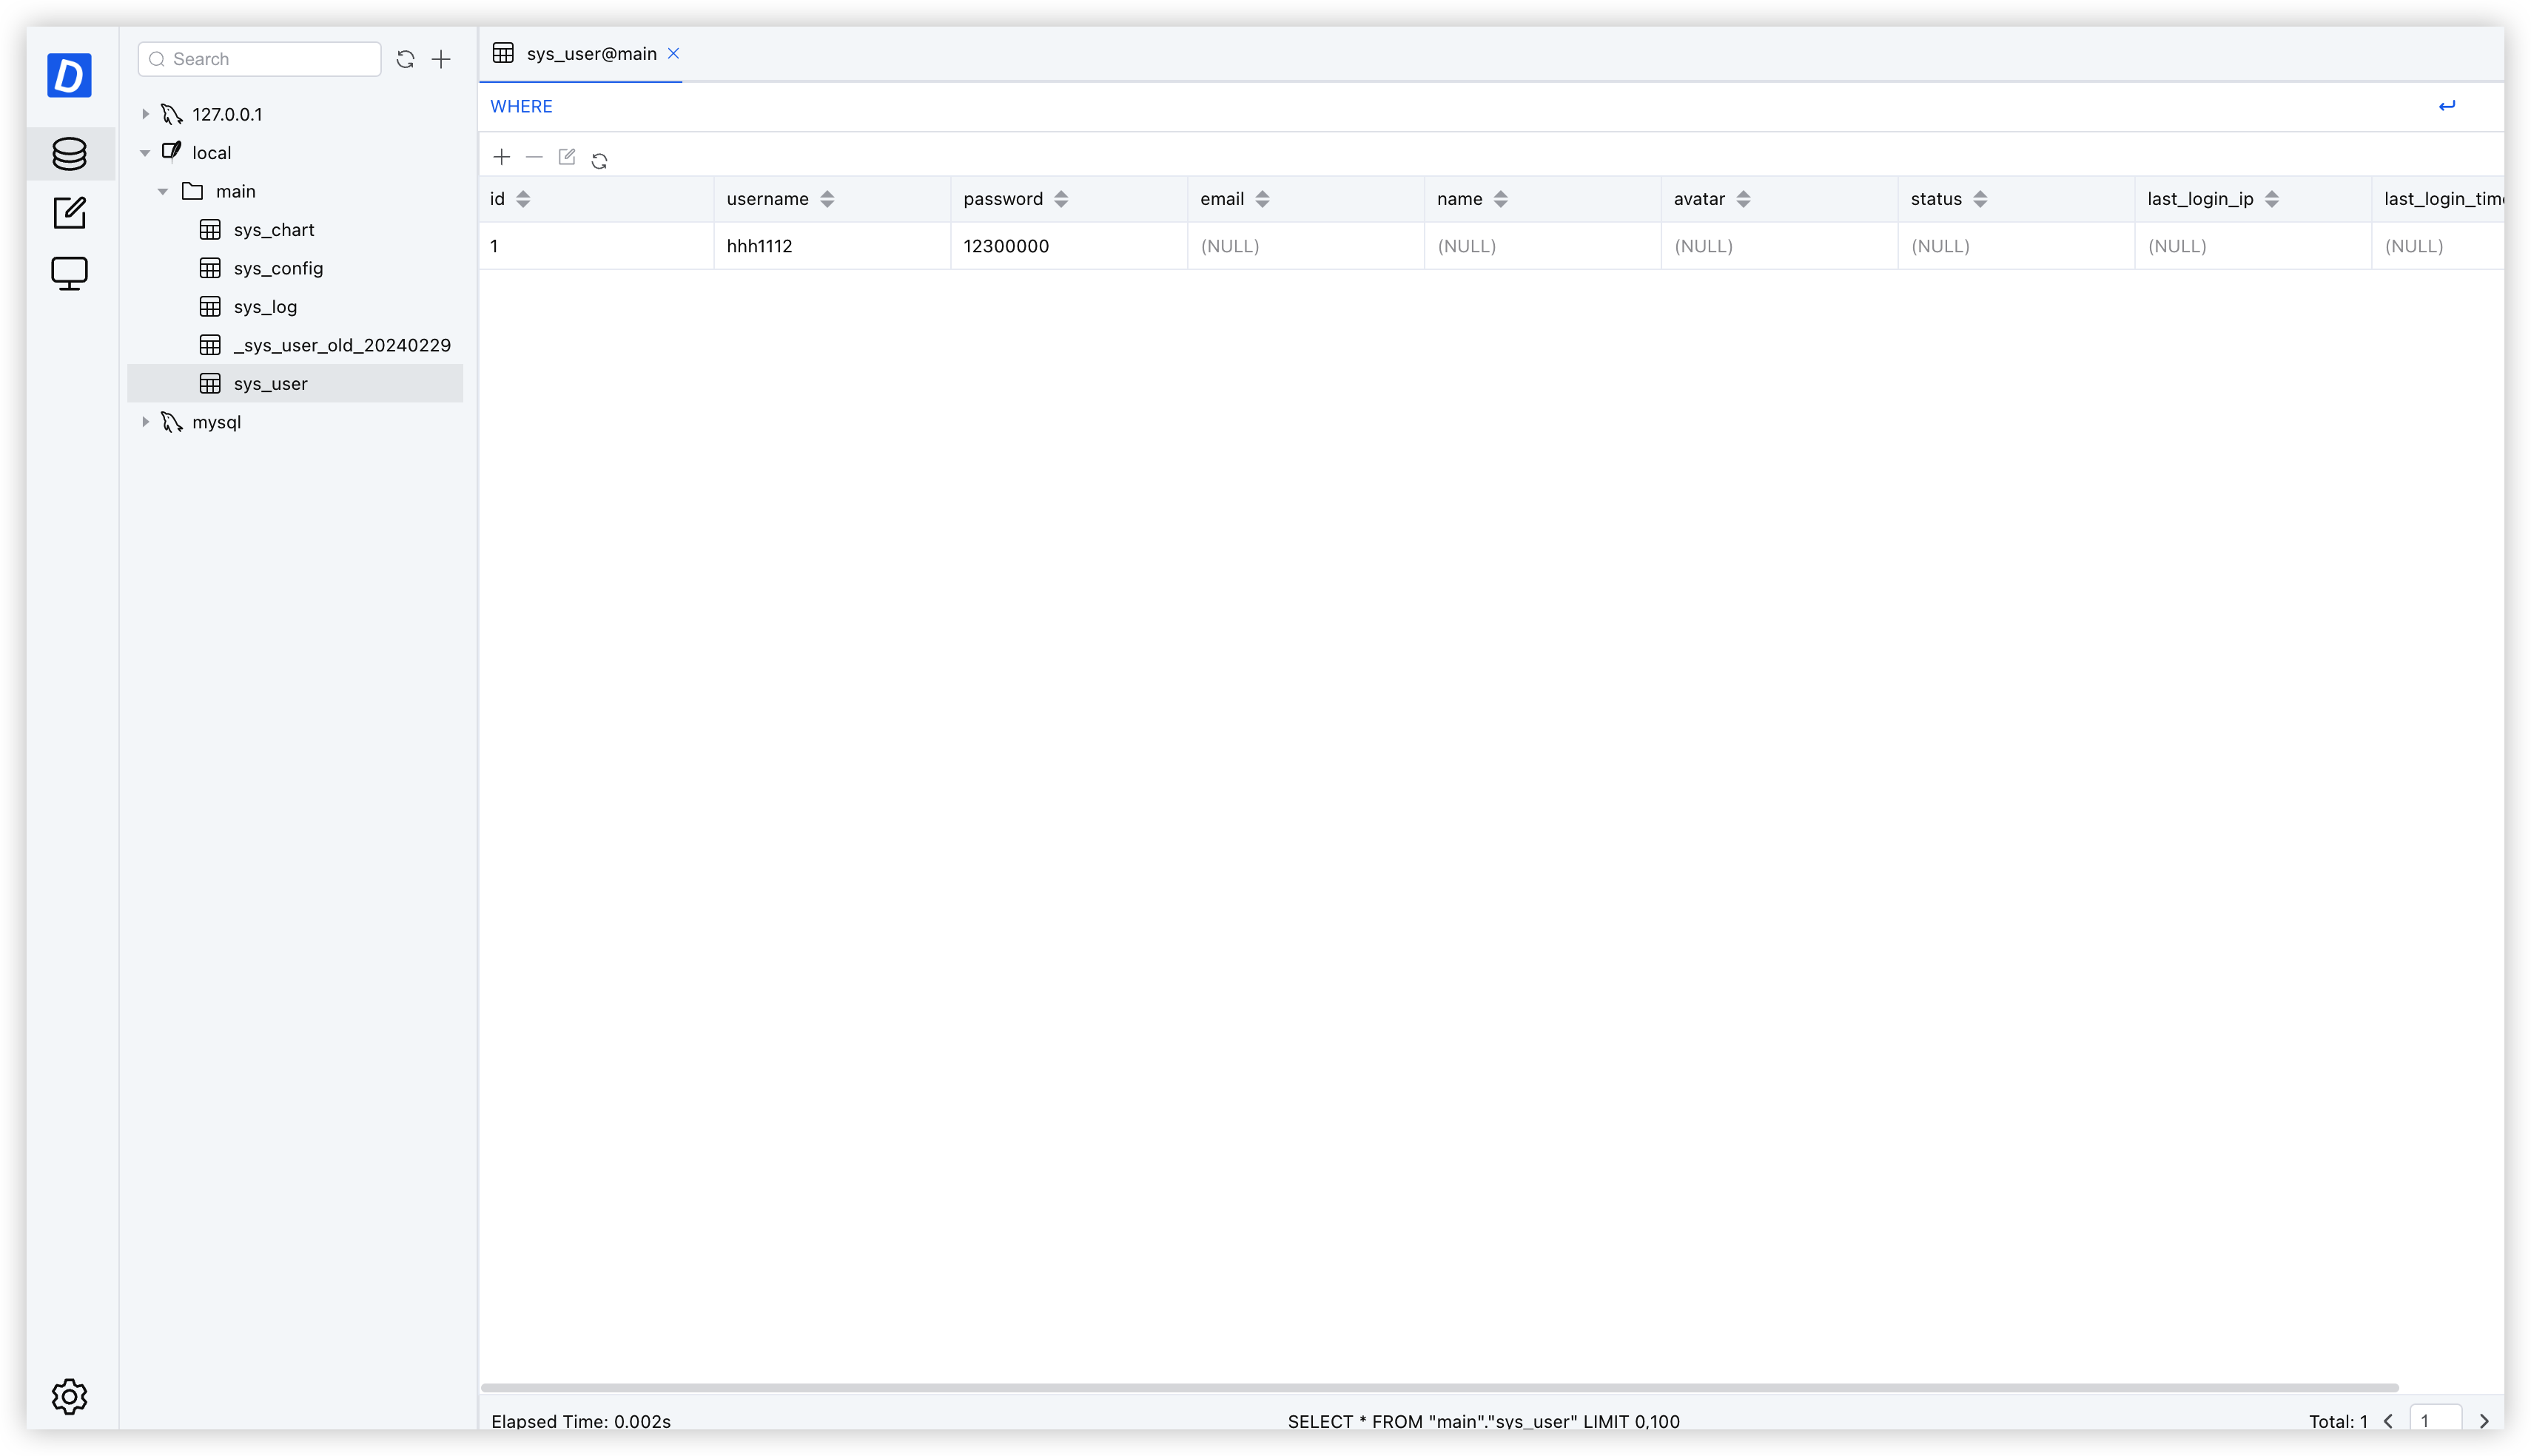 D
Search
127.0.0.1
local
main
sys_chart
sys_config
sys_log
_sys_user_old_20240229
sys_user
mysql
sys_user@main
WHERE
id username password email name avatar status last_login_ip last_login_time
1 hhh1112 12300000 (NULL) (NULL) (NULL) (NULL) (NULL) (NULL)
Elapsed Time: 0.002s SELECT * FROM "main"."sys_user" LIMIT 0,100 Total: 1 1